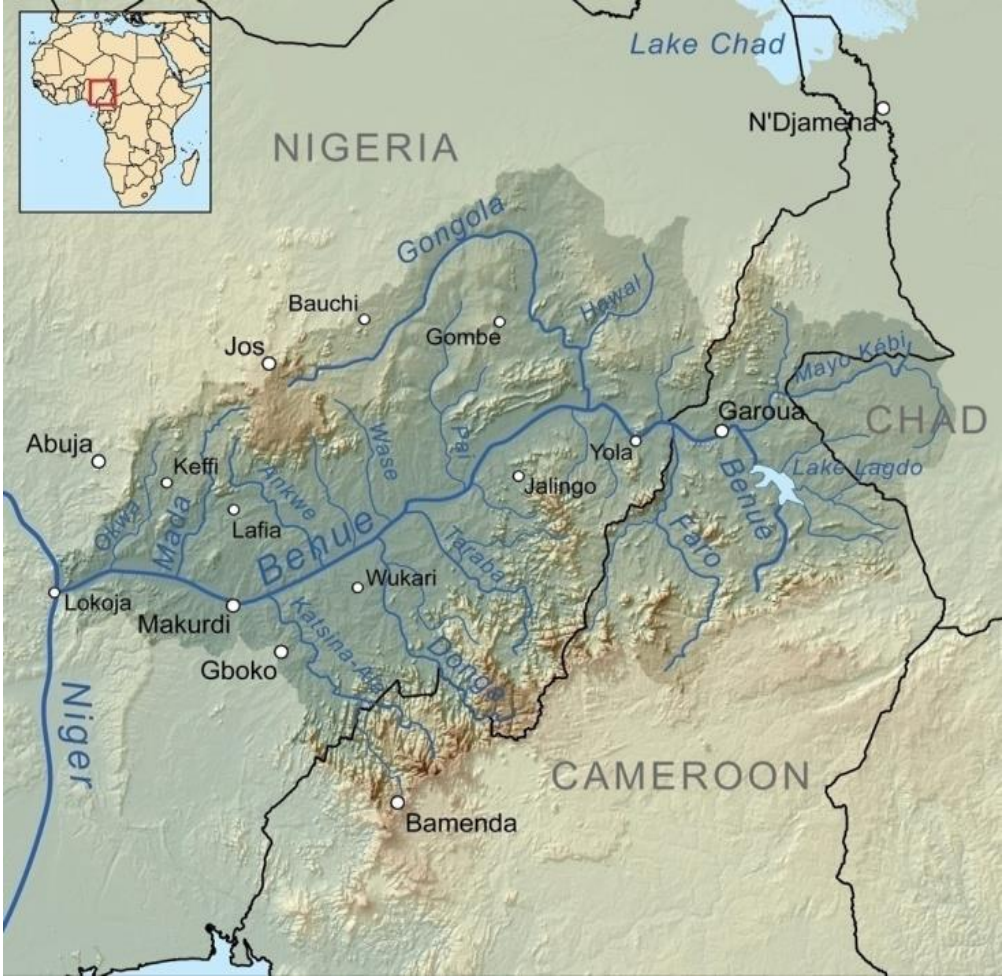 Lake Chad
N'Djamena
NIGERIA
Gongola
Hawal
Bauchi
Gombe
Jos
Mayo Kébi
Garoua
CHAD
Abuja
Keffi
Wase
Pai
Yola
Lake Lagdo
Jalingo
Ankwe
Mada
Okwa
Lafia
Benue
Benue
Faro
Taraba
Wukari
Lokoja
Makurdi
Katsina-Ala
Gboko
Donga
Niger
CAMEROON
Bamenda